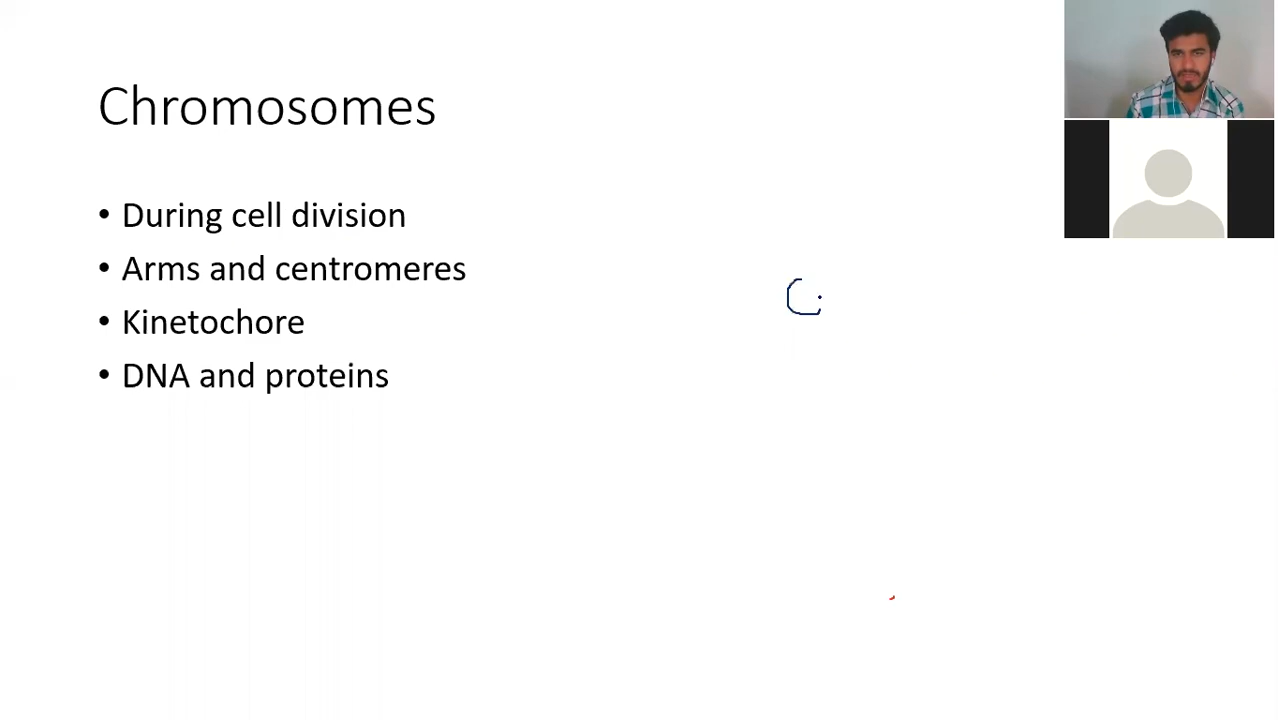 Chromosomes
• During cell division
• Arms and centromeres
• Kinetochore
• DNA and proteins